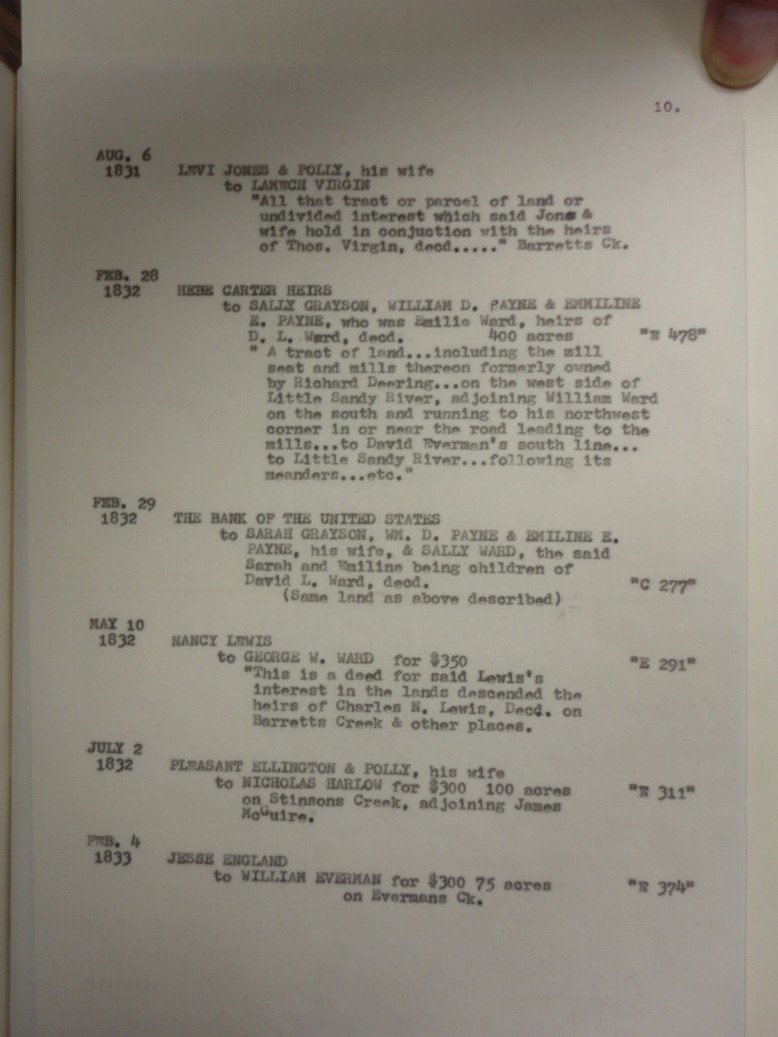 10.
AUG. 6
1831 LEVI JONES & POLLY, his wife
to LAMECH VIRGIN
"All that tract or parcel of land or
undivided interest which said Jones &
wife hold in conjuction with the heirs
of Thos. Virgin, decd....." Barretts Ck.
FEB. 28
1832 HEBE CARTER HEIRS
to SALLY GRAYSON, WILLIAM D. PAYNE & EMMILINE
E. PAYNE, who was Emilie Ward, heirs of
D. L. Ward, decd. 400 acres "E 478"
" A tract of land...including the mill
seat and mills thereon formerly owned
by Richard Deering...on the west side of
Little Sandy River, adjoining William Ward
on the south and running to his northwest
corner in or near the road leading to the
mills...to David Everman's south line...
to Little Sandy River...following its
meanders...etc."
FEB. 29
1832 THE BANK OF THE UNITED STATES
to SARAH GRAYSON, WM. D. PAYNE & EMILINE E.
PAYNE, his wife, & SALLY WARD, the said
Sarah and Emiline being children of
David L. Ward, decd. "C 277"
(Same land as above described)
MAY 10
1832 NANCY LEWIS
to GEORGE W. WARD for $350 "E 291"
"This is a deed for said Lewis's
interest in the lands descended the
heirs of Charles N. Lewis, Decd. on
Barretts Creek & other places.
JULY 2
1832 PLEASANT ELLINGTON & POLLY, his wife
to NICHOLAS HARLOW for $300 100 acres "E 311"
on Stinsons Creek, adjoining James
McGuire.
FEB. 4
1833 JESSE ENGLAND
to WILLIAM EVERMAN for $300 75 acres "E 374"
on Evermans Ck.